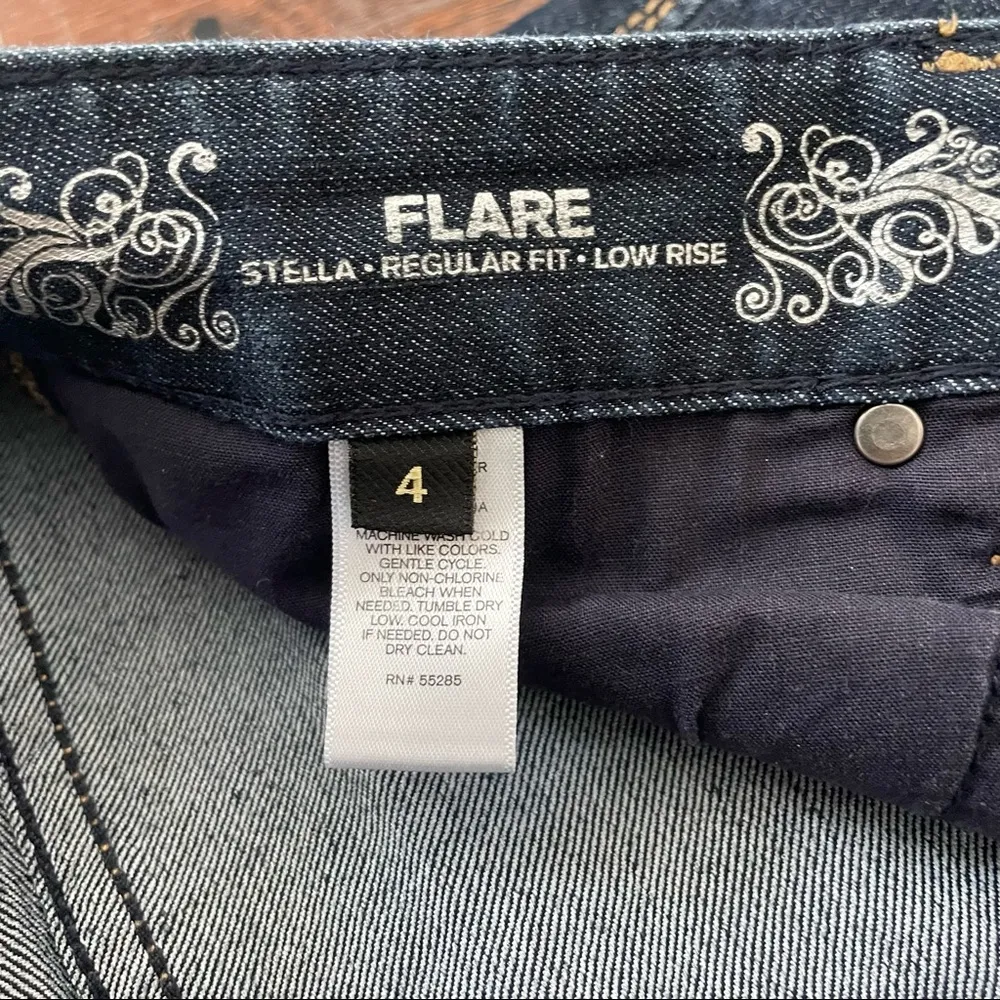 FLARE
STELLA • REGULAR FIT • LOW RISE
4
MACHINE WASH COLD
WITH LIKE COLORS.
GENTLE CYCLE.
ONLY NON-CHLORINE
BLEACH WHEN
NEEDED. TUMBLE DRY
LOW. COOL IRON
IF NEEDED. DO NOT
DRY CLEAN.
RN# 55285